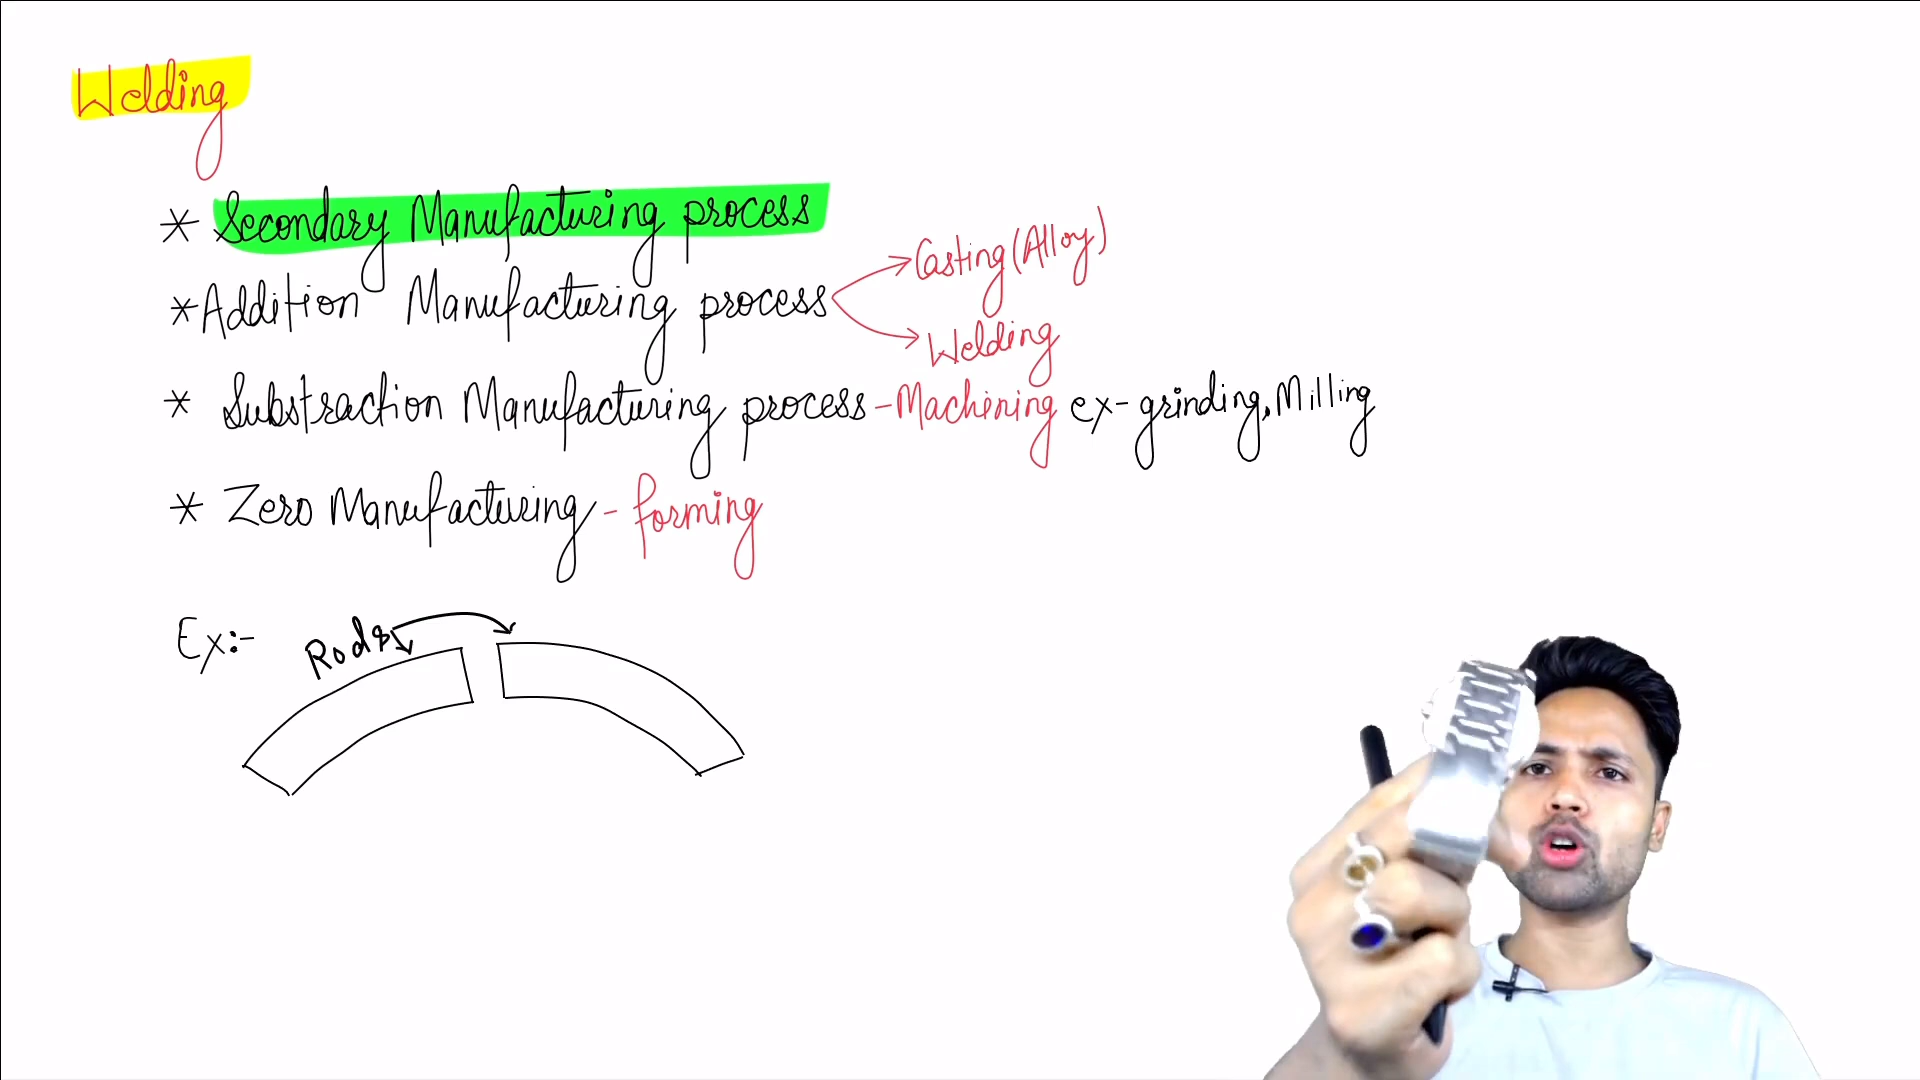 Welding
* Secondary Manufacturing process
* Addition Manufacturing process
Casting (Alloy)
Welding
* Substraction Manufacturing process - Machining ex - grinding, Milling
* Zero Manufacturing - forming
Ex:-
Rods